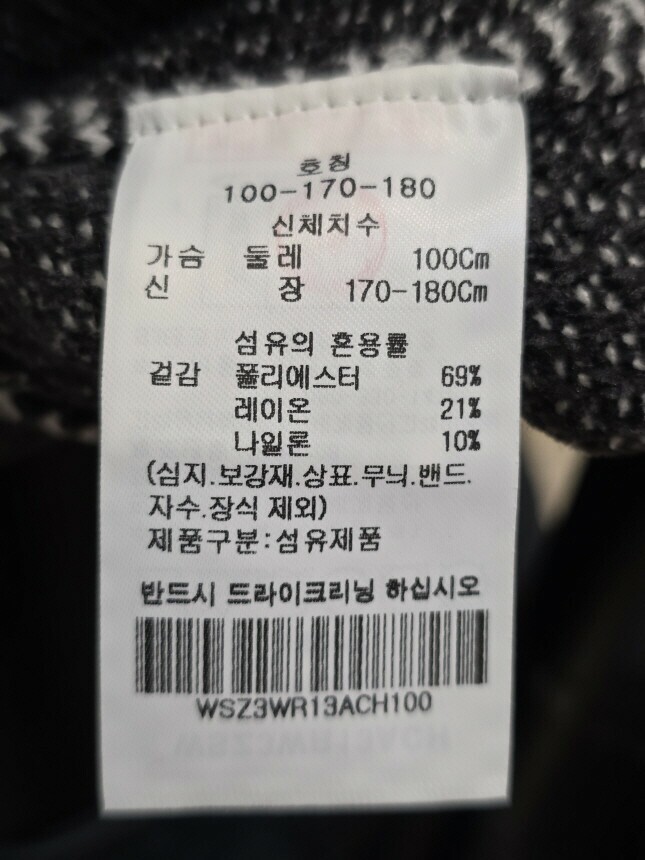 호칭
100-170-180
신체치수
가슴 둘레 100Cm
신 장 170-180Cm
섬유의 혼용률
겉감 폴리에스터 69%
레이온 21%
나일론 10%
(심지.보강재.상표.무늬.밴드.
자수.장식 제외)
제품구분:섬유제품
반드시 드라이크리닝 하십시오
WSZ3WR13ACH100